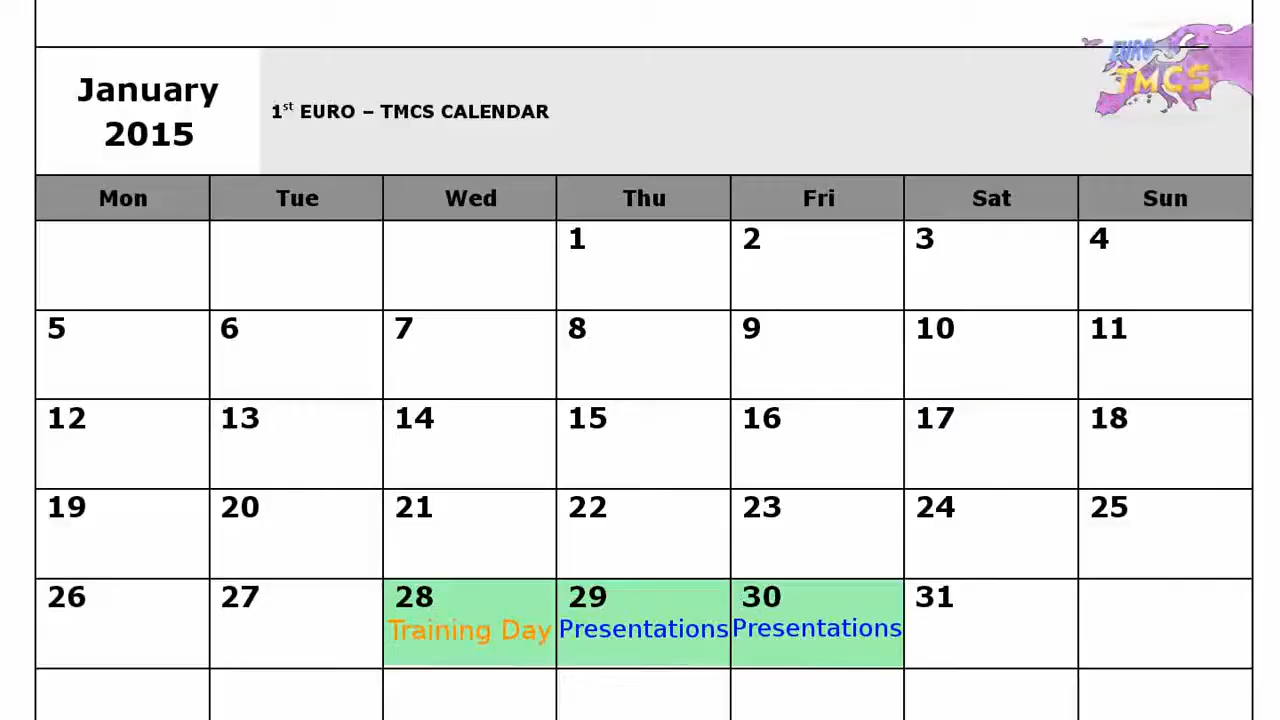 EURO
TMCS
January
2015
1st EURO – TMCS CALENDAR
Mon Tue Wed Thu Fri Sat Sun
1 2 3 4
5 6 7 8 9 10 11
12 13 14 15 16 17 18
19 20 21 22 23 24 25
26 27 28 29 30 31
Training Day Presentations Presentations